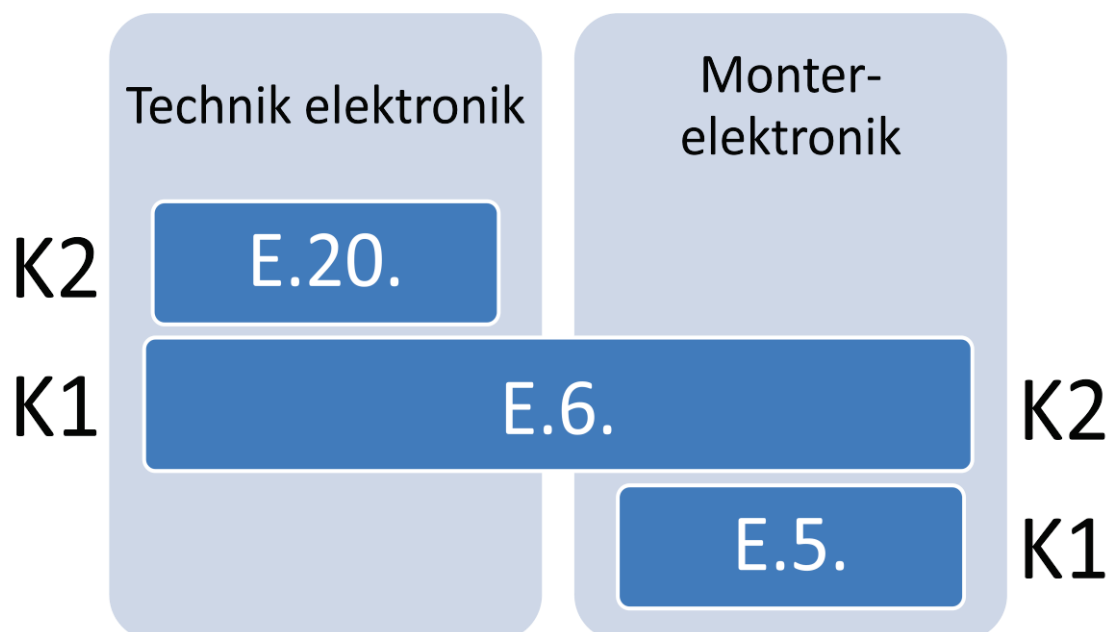 Technik elektronik
Monter-
elektronik
K2
E.20.
K1
E.6.
K2
E.5.
K1